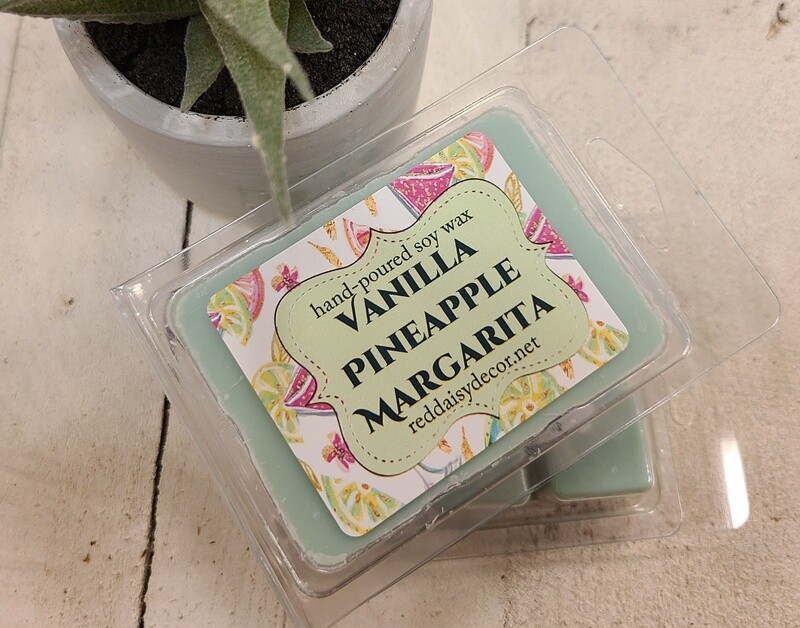 hand-poured soy wax
VANILLA
PINEAPPLE
MARGARITA
reddaisydecor.net